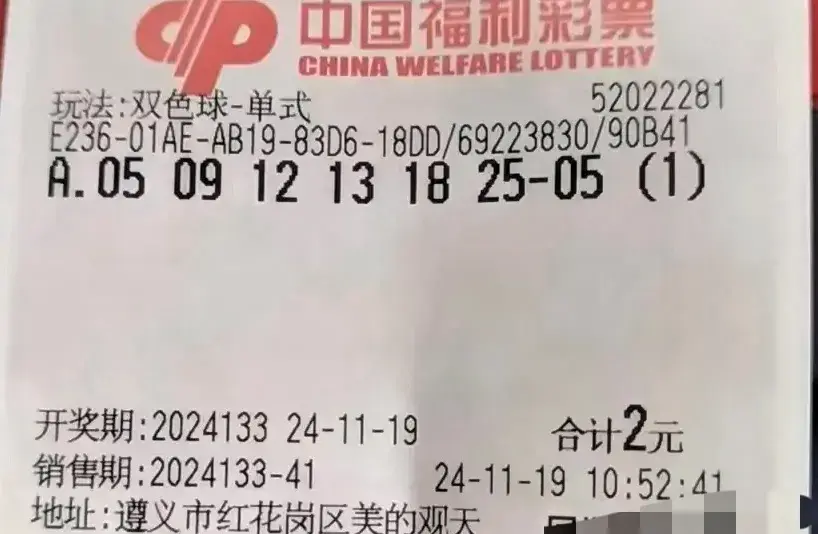 中国福利彩票
CHINA WELFARE LOTTERY
玩法:双色球-单式 52022281
E236-01AE-AB19-83D6-18DD/69223830/90B41
A.05 09 12 13 18 25-05 (1)
开奖期:2024133 24-11-19 合计2元
销售期:2024133-41 24-11-19 10:52:41
地址:遵义市红花岗区美的观天